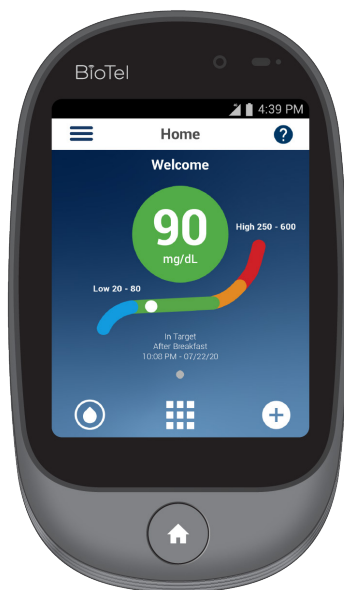 BioTel
4:39 PM
Home
?
Welcome
90
mg/dL
High 250 - 600
Low 20 - 80
In Target
After Breakfast
10:08 PM - 07/22/20